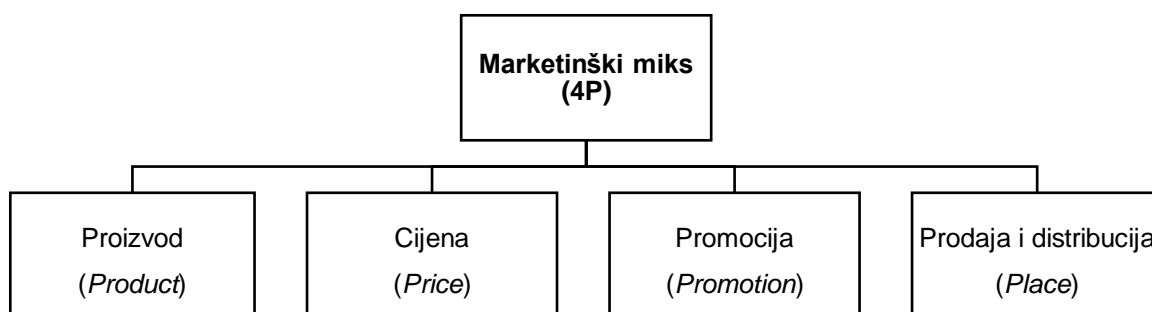 Marketinški miks
(4P)
Proizvod
(Product)
Cijena
(Price)
Promocija
(Promotion)
Prodaja i distribucija
(Place)